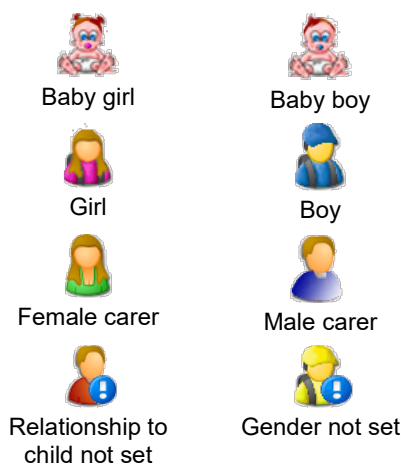 Baby girl
Baby boy
Girl
Boy
Female carer
Male carer
Relationship to
child not set
Gender not set